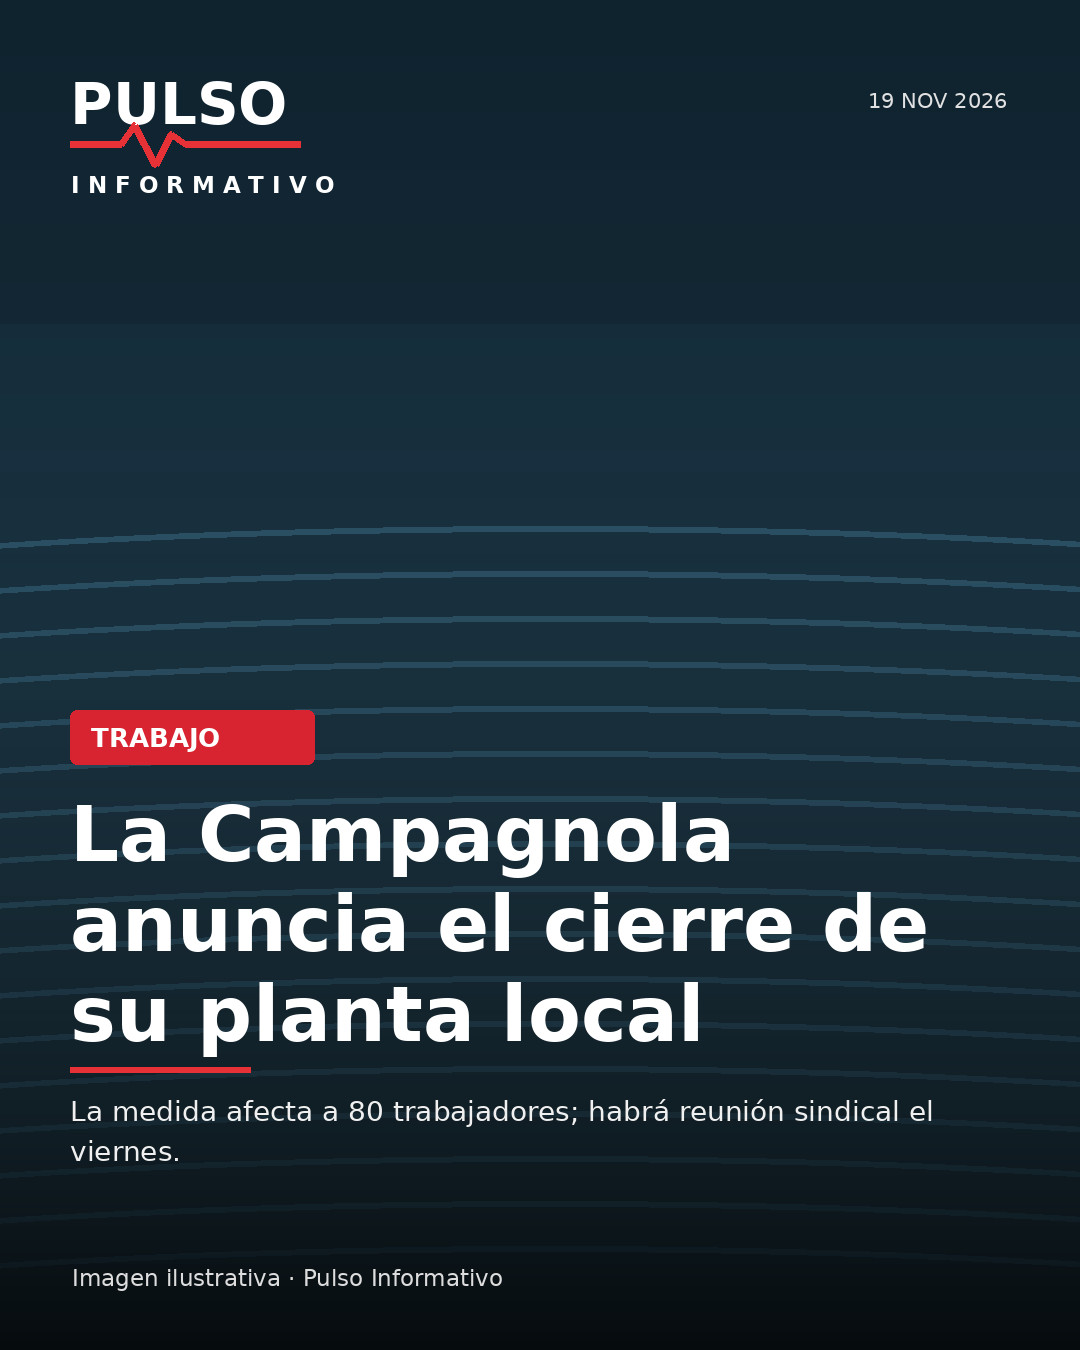 PULSO
INFORMATIVO
19 NOV 2026
TRABAJO
La Campagnola
anuncia el cierre de
su planta local
La medida afecta a 80 trabajadores; habrá reunión sindical el
viernes.
Imagen ilustrativa · Pulso Informativo